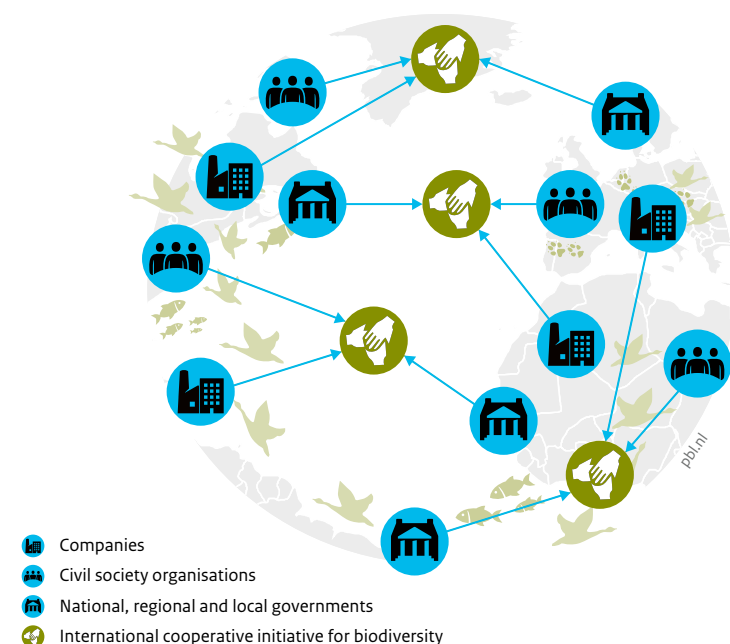 pbl.nl
Companies
Civil society organisations
National, regional and local governments
International cooperative initiative for biodiversity